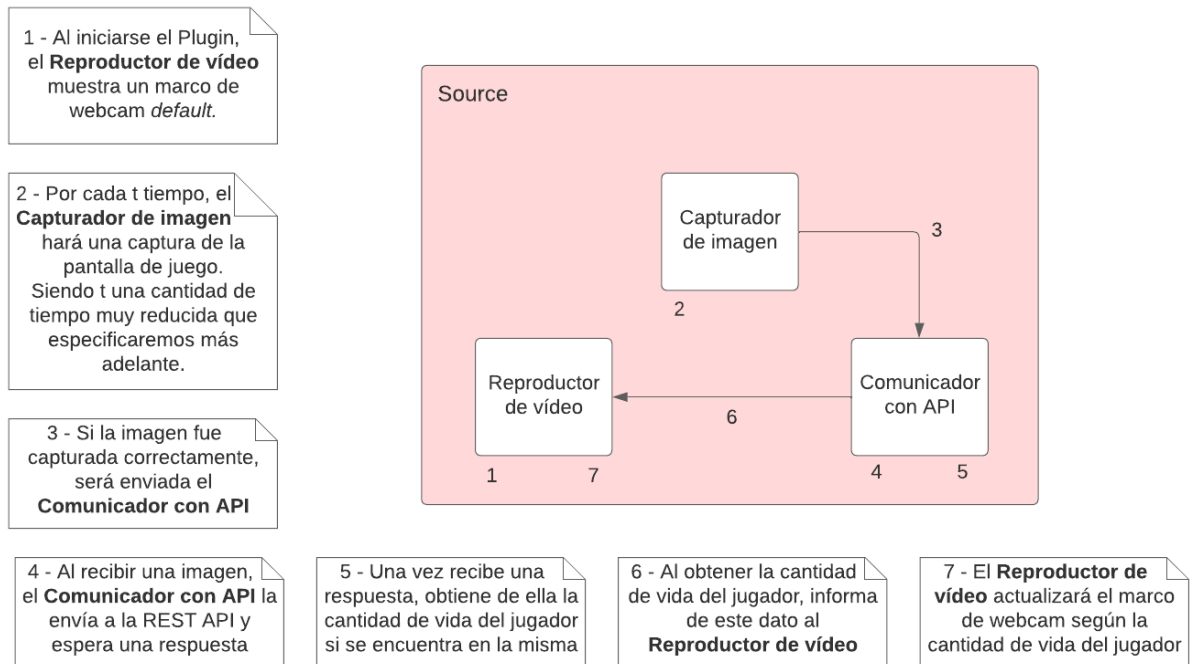 1 - Al iniciarse el Plugin,
el Reproductor de vídeo
muestra un marco de
webcam default.
2 - Por cada t tiempo, el
Capturador de imagen
hará una captura de la
pantalla de juego.
Siendo t una cantidad de
tiempo muy reducida que
especificaremos más
adelante.
3 - Si la imagen fue
capturada correctamente,
será enviada el
Comunicador con API
Source
Capturador
de imagen
3
2
Reproductor
de vídeo
Comunicador
con API
6
1
7
4
5
4 - Al recibir una imagen,
el Comunicador con API la
envía a la REST API y
espera una respuesta
5 - Una vez recibe una
respuesta, obtiene de ella la
cantidad de vida del jugador
si se encuentra en la misma
6 - Al obtener la cantidad
de vida del jugador, informa
de este dato al
Reproductor de vídeo
7 - El Reproductor de
vídeo actualizará el marco
de webcam según la
cantidad de vida del jugador